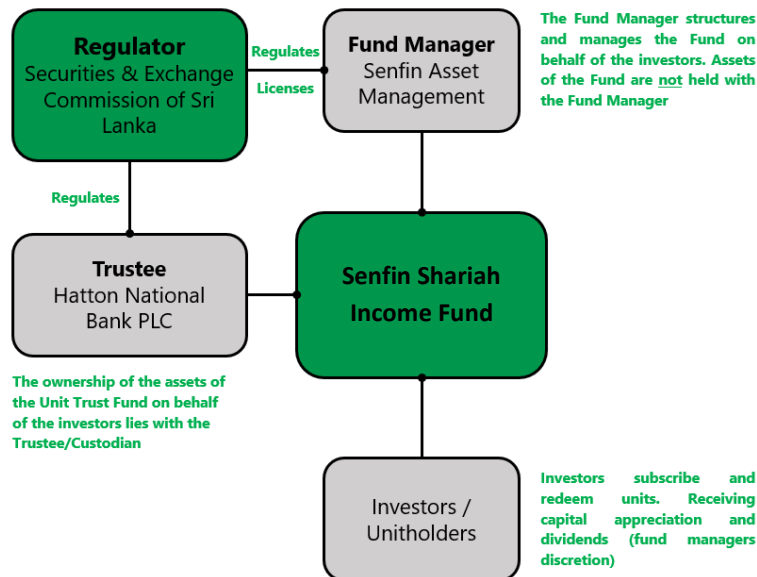 Regulator
Securities & Exchange
Commission of Sri
Lanka
Regulates
Licenses
Fund Manager
Senfin Asset
Management
The Fund Manager structures
and manages the Fund on
behalf of the investors. Assets
of the Fund are not held with
the Fund Manager
Regulates
Trustee
Hatton National
Bank PLC
Senfin Shariah
Income Fund
The ownership of the assets of
the Unit Trust Fund on behalf
of the investors lies with the
Trustee/Custodian
Investors /
Unitholders
Investors subscribe and
redeem units. Receiving
capital appreciation and
dividends (fund managers
discretion)